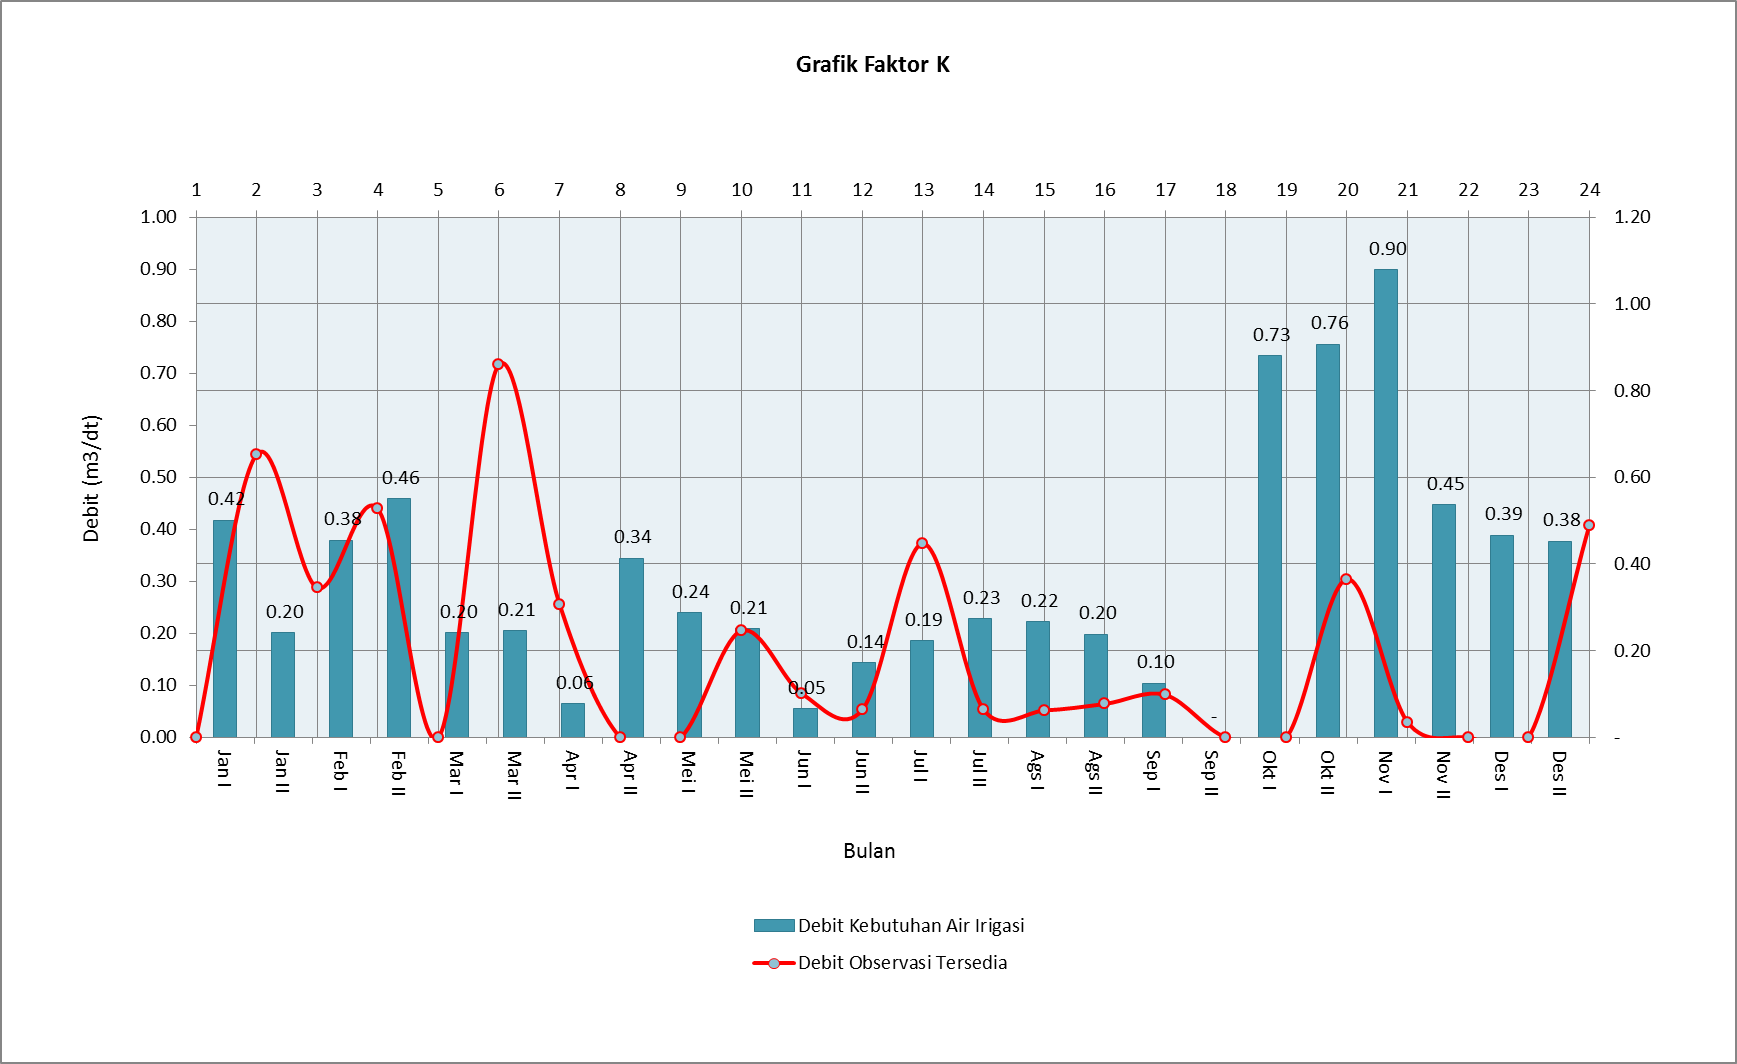 Grafik Faktor K
1 2 3 4 5 6 7 8 9 10 11 12 13 14 15 16 17 18 19 20 21 22 23 24
1.00
0.90
0.80
0.70
0.60
0.50
0.40
0.30
0.20
0.10
0.00
Debit (m3/dt)
1.20
1.00
0.80
0.60
0.40
0.20
-
0.42 0.20 0.38 0.46 0.20 0.21 0.06 0.34 0.24 0.21 0.05 0.14 0.19 0.23 0.22 0.20 0.10 - 0.73 0.76 0.90 0.45 0.39 0.38
Jan I
Jan II
Feb I
Feb II
Mar I
Mar II
Apr I
Apr II
Mei I
Mei II
Jun I
Jun II
Jul I
Jul II
Ags I
Ags II
Sep I
Sep II
Okt I
Okt II
Nov I
Nov II
Des I
Des II
Bulan
Debit Kebutuhan Air Irigasi
Debit Observasi Tersedia